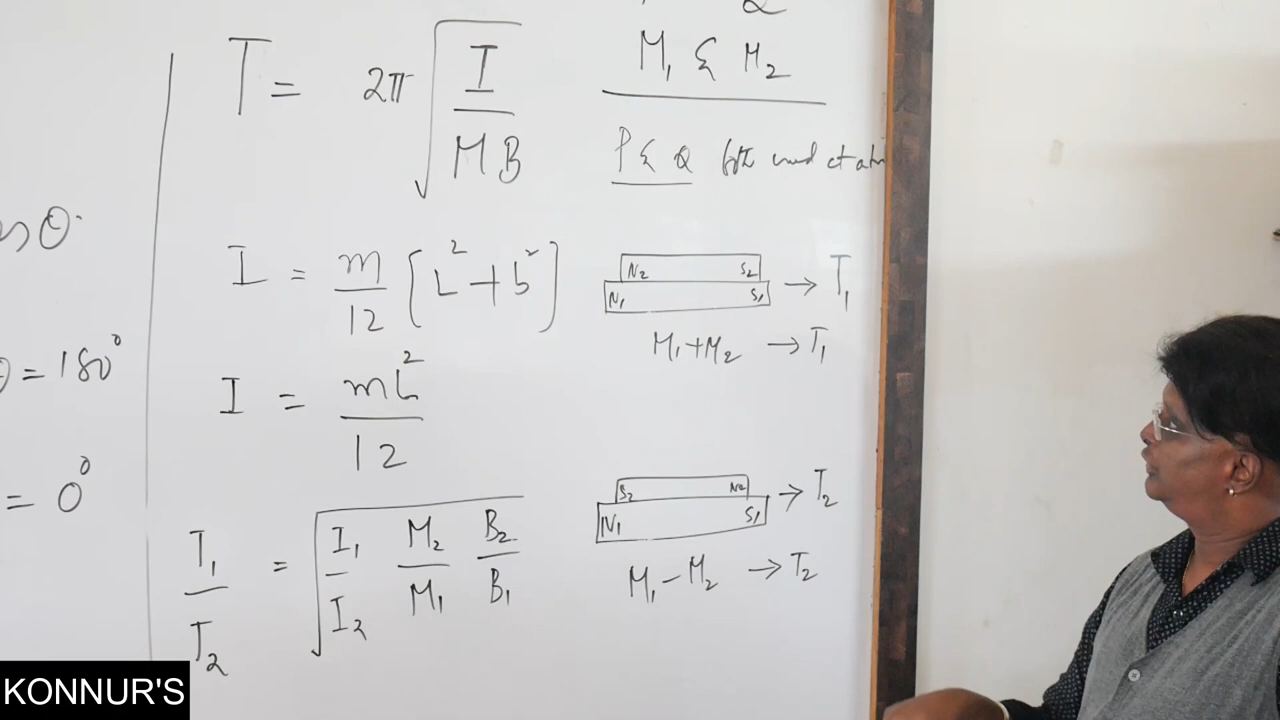 θ
θ = 180°
= 0°
T = 2π √ I / MB
I = m / 12 [L² + b²]
I = mL² / 12
T₁ / T₂ = √ I₁ / I₂ M₂ / M₁ B₂ / B₁
M₁ & M₂
P & Q both
N₂ S₂
N₁ S₁ → T₁
M₁ + M₂ → T₁
S₂ N₂
N₁ S₁ → T₂
M₁ - M₂ → T₂
KONNUR'S